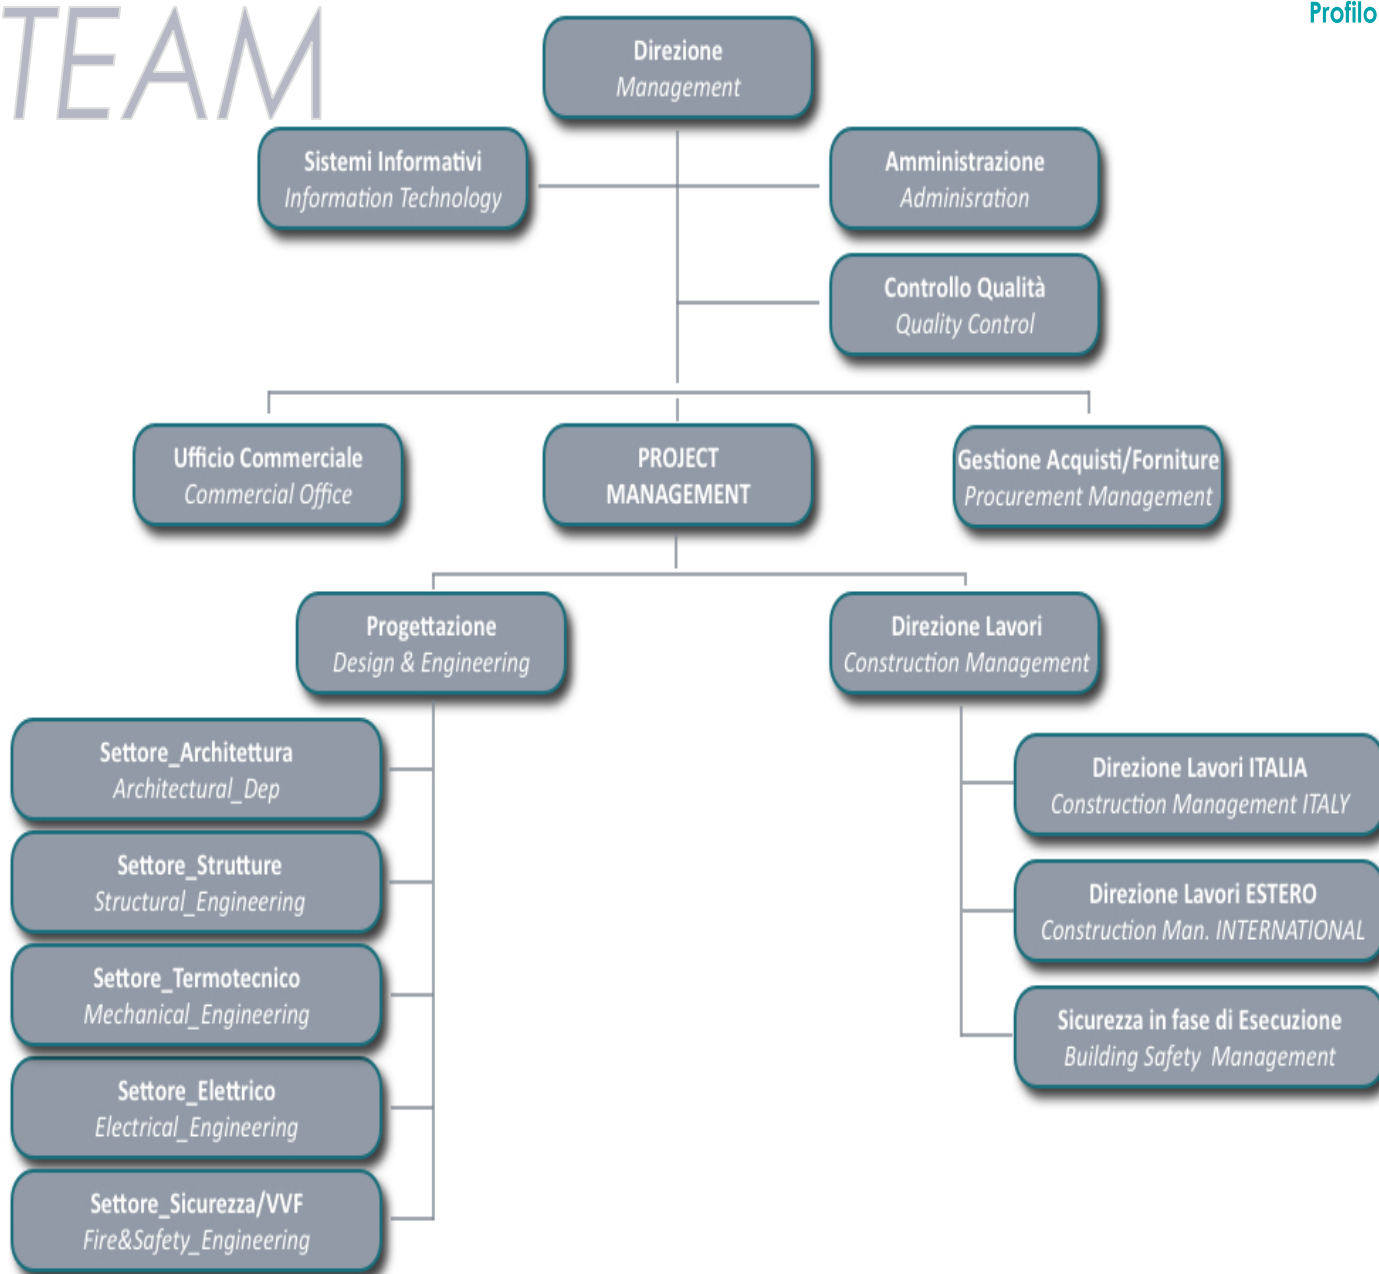 TEAM
Profilo
Direzione
Management
Sistemi Informativi
Information Technology
Amministrazione
Adminisration
Controllo Qualità
Quality Control
Ufficio Commerciale
Commercial Office
PROJECT
MANAGEMENT
Gestione Acquisti/Forniture
Procurement Management
Progettazione
Design & Engineering
Direzione Lavori
Construction Management
Settore_Architettura
Architectural_Dep
Settore_Strutture
Structural_Engineering
Settore_Termotecnico
Mechanical_Engineering
Settore_Elettrico
Electrical_Engineering
Settore_Sicurezza/VVF
Fire&Safety_Engineering
Direzione Lavori ITALIA
Construction Management ITALY
Direzione Lavori ESTERO
Construction Man. INTERNATIONAL
Sicurezza in fase di Esecuzione
Building Safety  Management